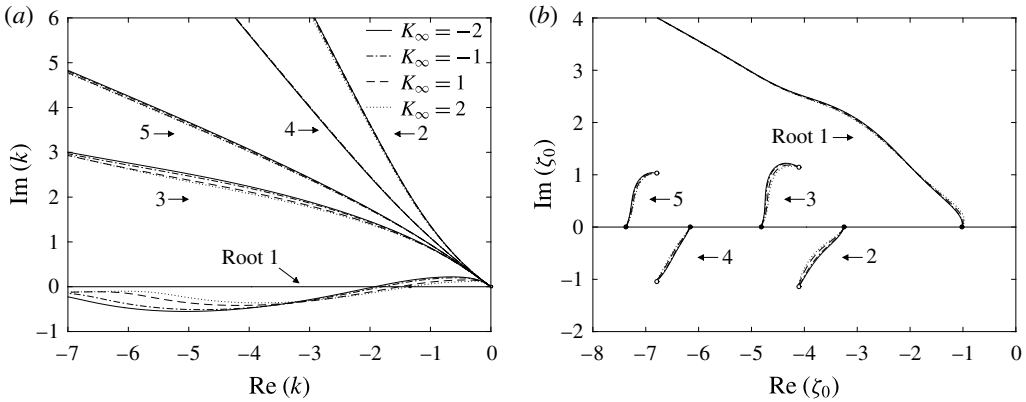 (a)
6
5
4
3
2
1
0
−1
Im (k)
−7 −6 −5 −4 −3 −2 −1 0
Re (k)
K∞ = −2
K∞ = −1
K∞ = 1
K∞ = 2
5
4
2
3
Root 1
(b)
4
3
2
1
0
−1
−2
Im (ζ0)
−8 −7 −6 −5 −4 −3 −2 −1 0
Re (ζ0)
Root 1
5
3
4
2